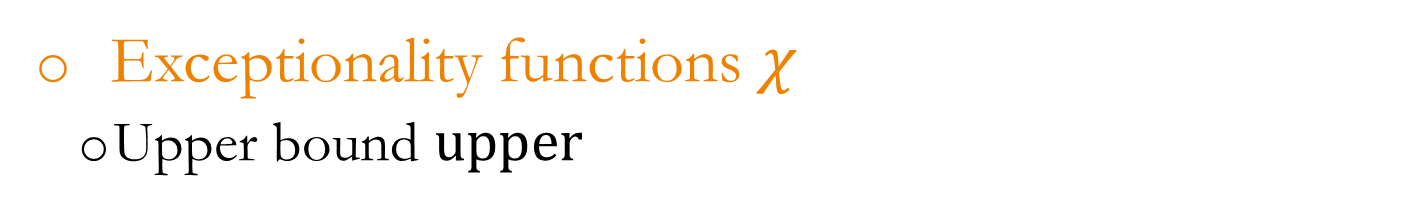 ○ Exceptionality functions 𝜒
○ Upper bound upper